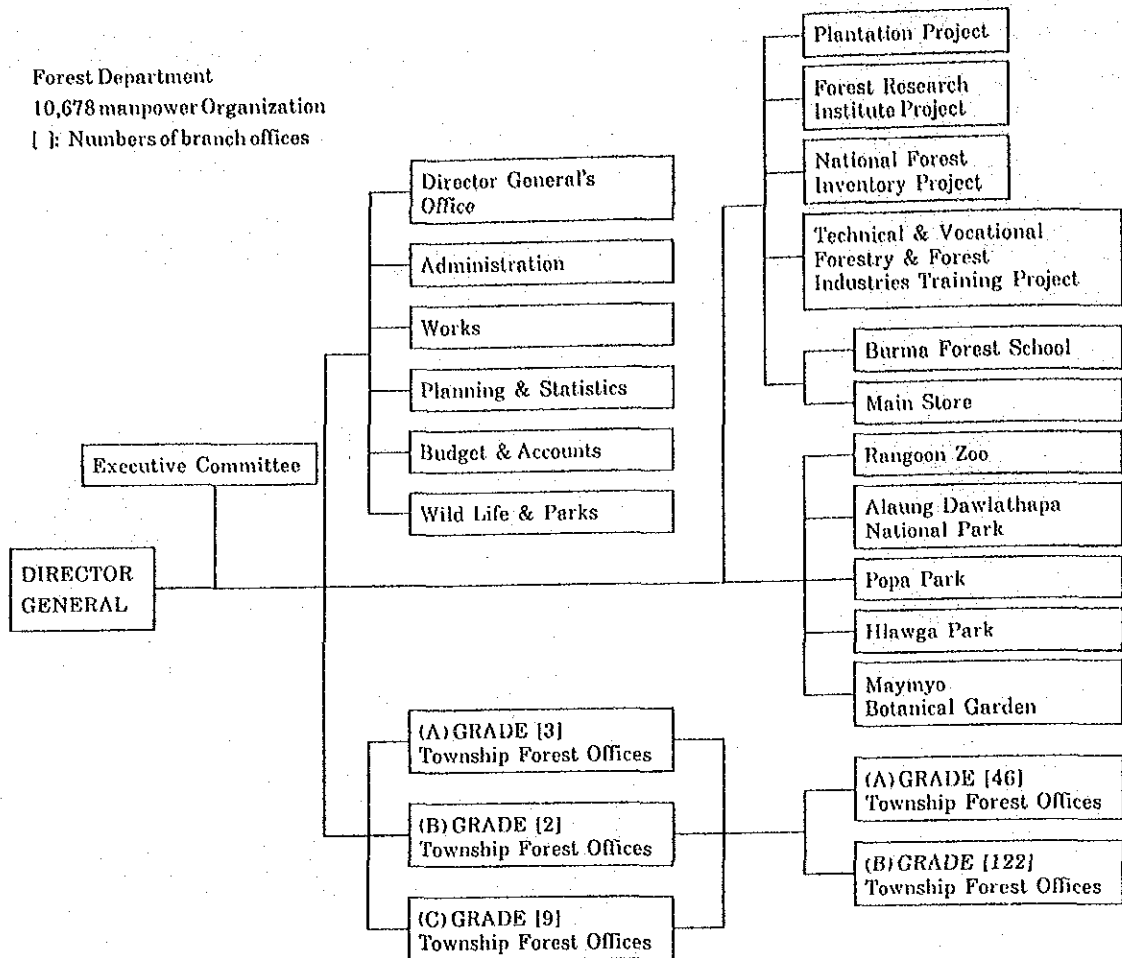 Forest Department
10,678 manpower Organization
[ ]: Numbers of branch offices
DIRECTOR
GENERAL
Executive Committee
Director General's
Office
Administration
Works
Planning & Statistics
Budget & Accounts
Wild Life & Parks
(A) GRADE [3]
Township Forest Offices
(B) GRADE [2]
Township Forest Offices
(C) GRADE [9]
Township Forest Offices
Plantation Project
Forest Research
Institute Project
National Forest
Inventory Project
Technical & Vocational
Forestry & Forest
Industries Training Project
Burma Forest School
Main Store
Rangoon Zoo
Alaung Dawlathapa
National Park
Popa Park
Hlawga Park
Maymyo
Botanical Garden
(A) GRADE [46]
Township Forest Offices
(B) GRADE [122]
Township Forest Offices